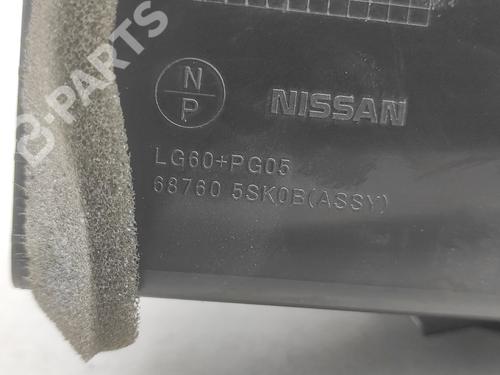 B-PARTS
N
P
NISSAN
LG60+PG05
68760 5SK0B(ASSY)